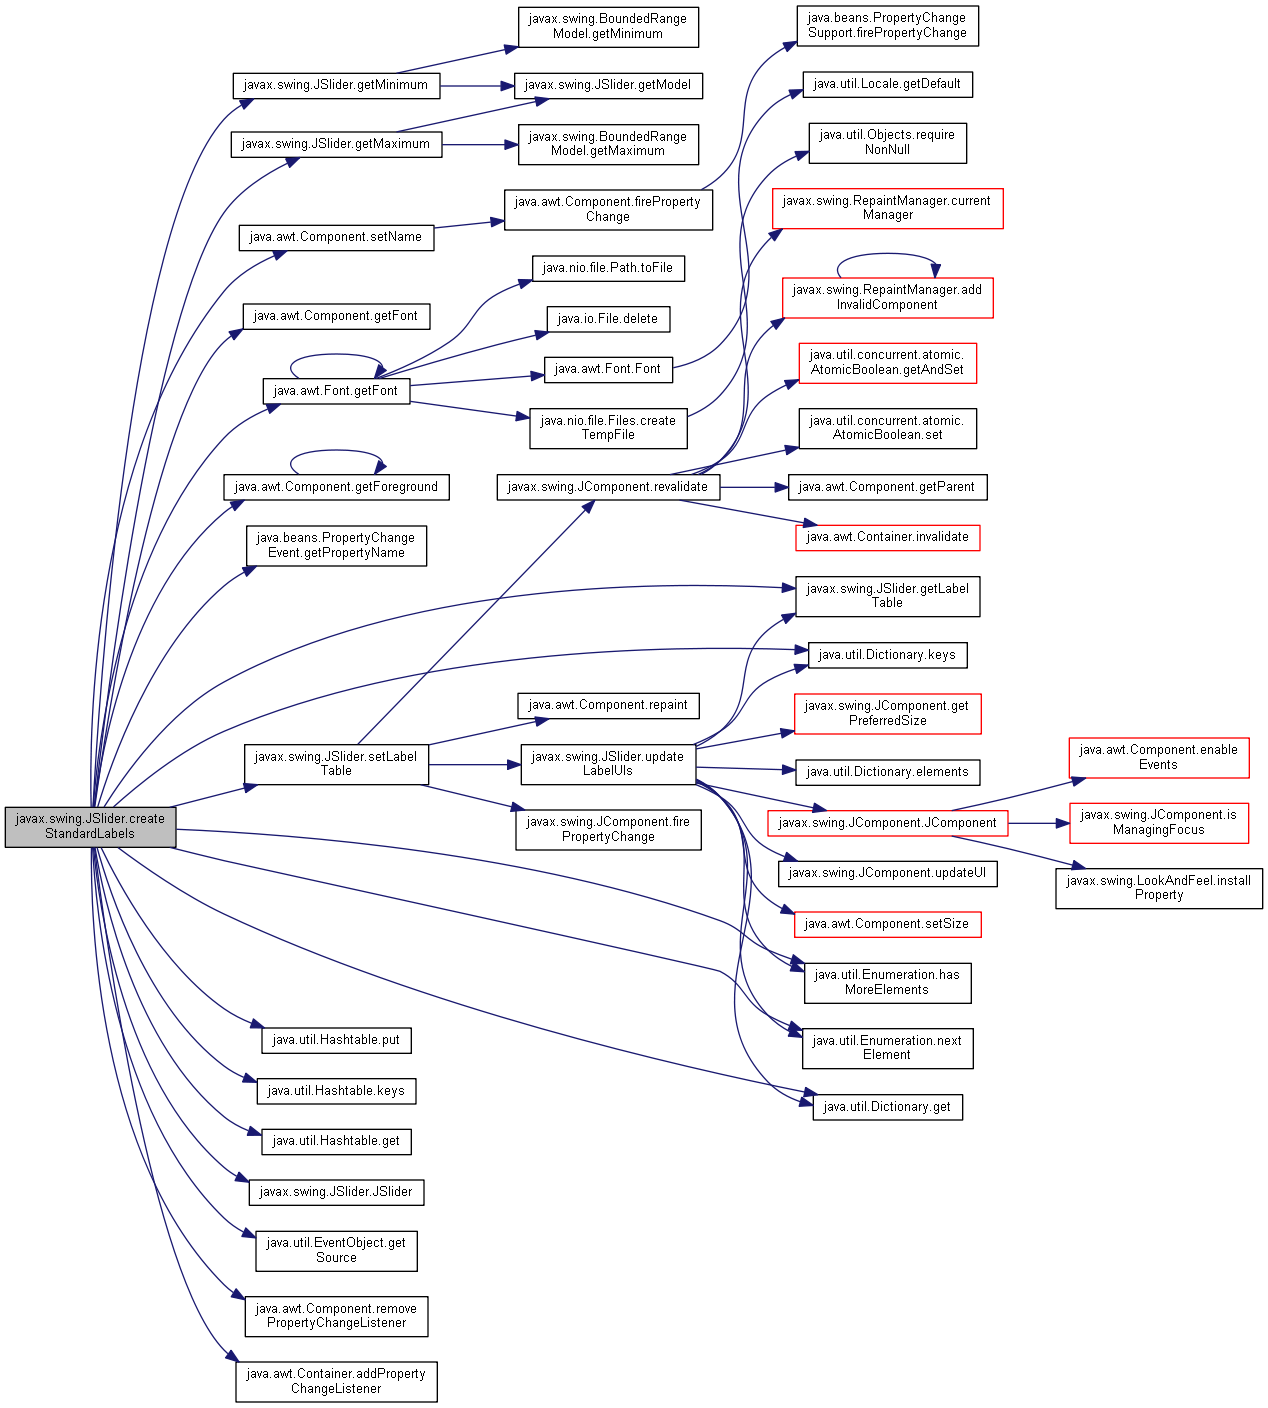 javax.swing.BoundedRange
Model.getMinimum
java.beans.PropertyChange
Support.firePropertyChange
javax.swing.JSlider.getMinimum
javax.swing.JSlider.getModel
java.util.Locale.getDefault
javax.swing.JSlider.getMaximum
javax.swing.BoundedRange
Model.getMaximum
java.util.Objects.require
NonNull
java.awt.Component.setName
java.awt.Component.fireProperty
Change
javax.swing.RepaintManager.current
Manager
java.nio.file.Path.toFile
javax.swing.RepaintManager.add
InvalidComponent
java.awt.Component.getFont
java.io.File.delete
java.awt.Font.getFont
java.awt.Font.Font
java.util.concurrent.atomic.
AtomicBoolean.getAndSet
java.nio.file.Files.create
TempFile
java.util.concurrent.atomic.
AtomicBoolean.set
java.awt.Component.getForeground
javax.swing.JComponent.revalidate
java.awt.Component.getParent
java.beans.PropertyChange
Event.getPropertyName
java.awt.Container.invalidate
javax.swing.JSlider.getLabel
Table
java.util.Dictionary.keys
java.awt.Component.repaint
javax.swing.JComponent.get
PreferredSize
javax.swing.JSlider.setLabel
Table
javax.swing.JSlider.update
LabelUIs
java.util.Dictionary.elements
java.awt.Component.enable
Events
javax.swing.JSlider.create
StandardLabels
javax.swing.JComponent.fire
PropertyChange
javax.swing.JComponent.JComponent
javax.swing.JComponent.is
ManagingFocus
javax.swing.JComponent.updateUI
javax.swing.LookAndFeel.install
Property
java.awt.Component.setSize
java.util.Enumeration.has
MoreElements
java.util.Hashtable.put
java.util.Enumeration.next
Element
java.util.Hashtable.keys
java.util.Dictionary.get
java.util.Hashtable.get
javax.swing.JSlider.JSlider
java.util.EventObject.get
Source
java.awt.Component.remove
PropertyChangeListener
java.awt.Container.addProperty
ChangeListener